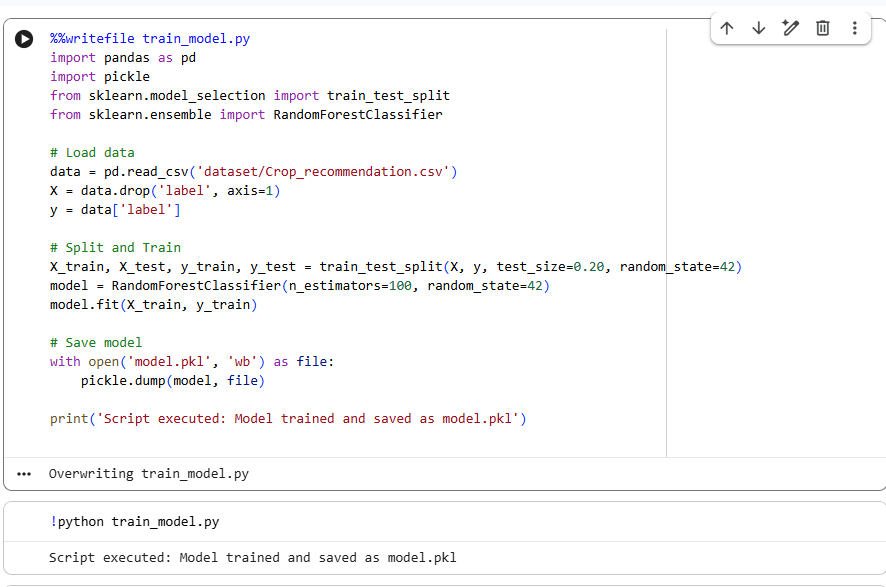 %%writefile train_model.py
import pandas as pd
import pickle
from sklearn.model_selection import train_test_split
from sklearn.ensemble import RandomForestClassifier

# Load data
data = pd.read_csv('dataset/Crop_recommendation.csv')
X = data.drop('label', axis=1)
y = data['label']

# Split and Train
X_train, X_test, y_train, y_test = train_test_split(X, y, test_size=0.20, random_state=42)
model = RandomForestClassifier(n_estimators=100, random_state=42)
model.fit(X_train, y_train)

# Save model
with open('model.pkl', 'wb') as file:
    pickle.dump(model, file)

print('Script executed: Model trained and saved as model.pkl')
Overwriting train_model.py
!python train_model.py
Script executed: Model trained and saved as model.pkl